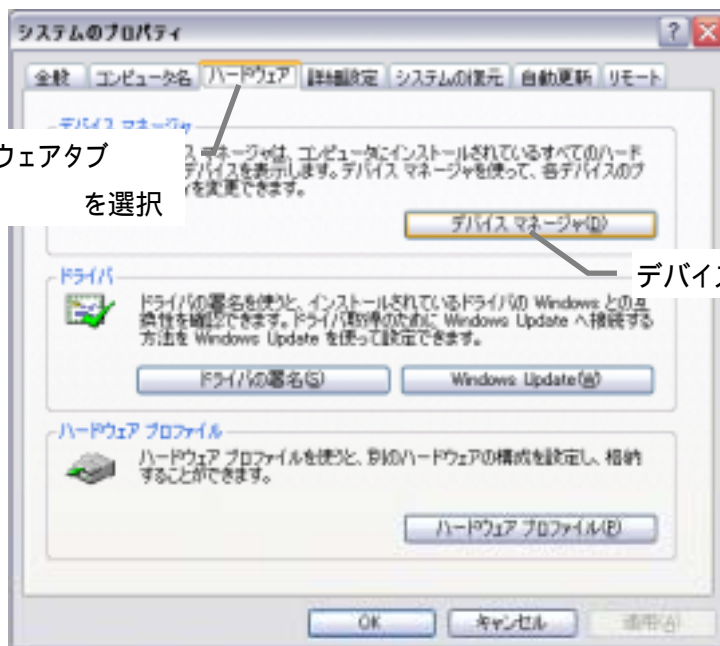 システムのプロパティ
全般 コンピュータ名 ハードウェア 詳細設定 システムの復元 自動更新 リモート
デバイス マネージャ
ウェアタブ
を選択
ス マネージャは、コンピュータにインストールされているすべてのハード
デバイスを表示します。デバイス マネージャを使って、各デバイスのプ
ィを変更できます。
デバイス マネージャ(D)
デバイス
ドライバ
ドライバの署名を使うと、インストールされているドライバの Windows との互
換性を確認できます。ドライバ取得のために Windows Update へ接続する
方法を Windows Update を使って設定できます。
ドライバの署名(S) Windows Update(W)
ハードウェア プロファイル
ハードウェア プロファイルを使うと、別のハードウェアの構成を設定し、格納
することができます。
ハードウェア プロファイル(P)
OK キャンセル 適用(A)